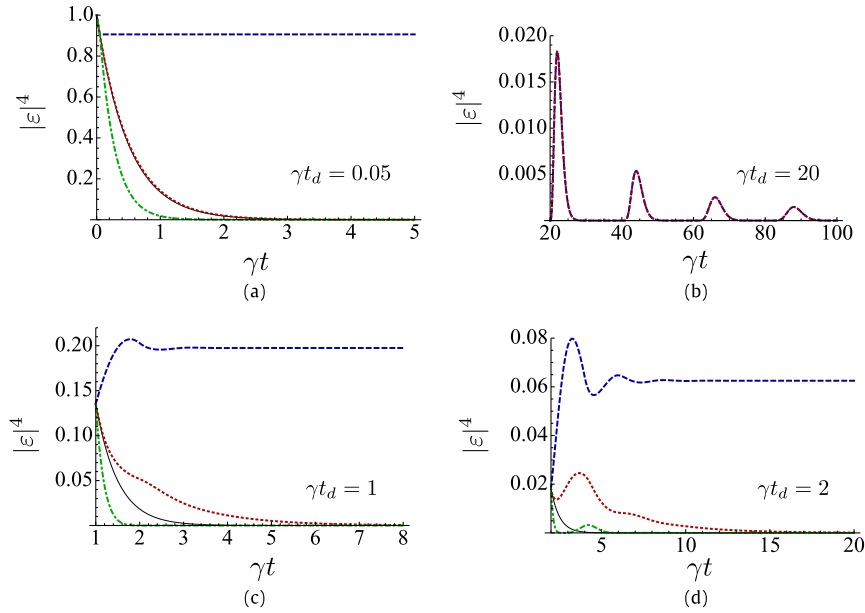 1.0
0.8
0.6
0.4
0.2
0 1 2 3 4 5
|ε|⁴
γt_d = 0.05
γt
(a)
0.020
0.015
0.010
0.005
20 40 60 80 100
|ε|⁴
γt_d = 20
γt
(b)
0.20
0.15
0.10
0.05
1 2 3 4 5 6 7 8
|ε|⁴
γt_d = 1
γt
(c)
0.08
0.06
0.04
0.02
5 10 15 20
|ε|⁴
γt_d = 2
γt
(d)